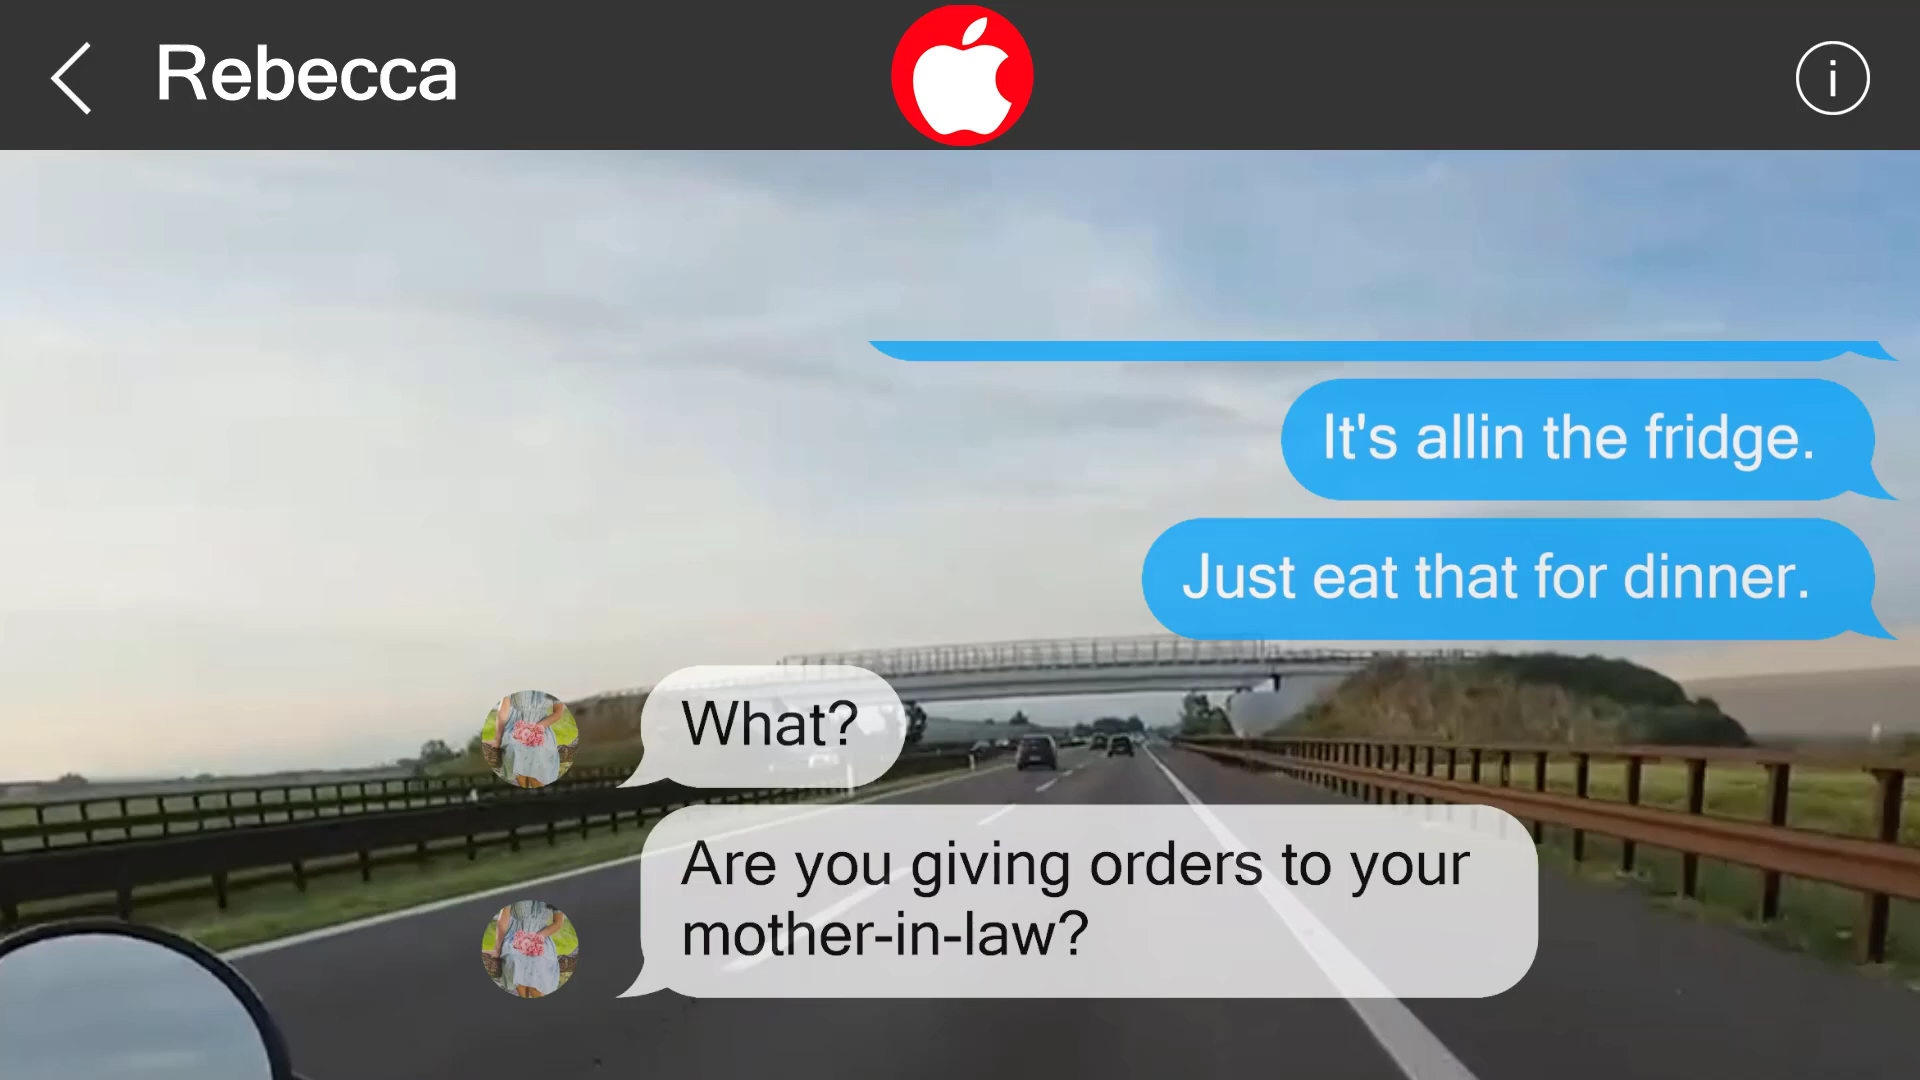 Rebecca
i
It's allin the fridge.
Just eat that for dinner.
What?
Are you giving orders to your
mother-in-law?